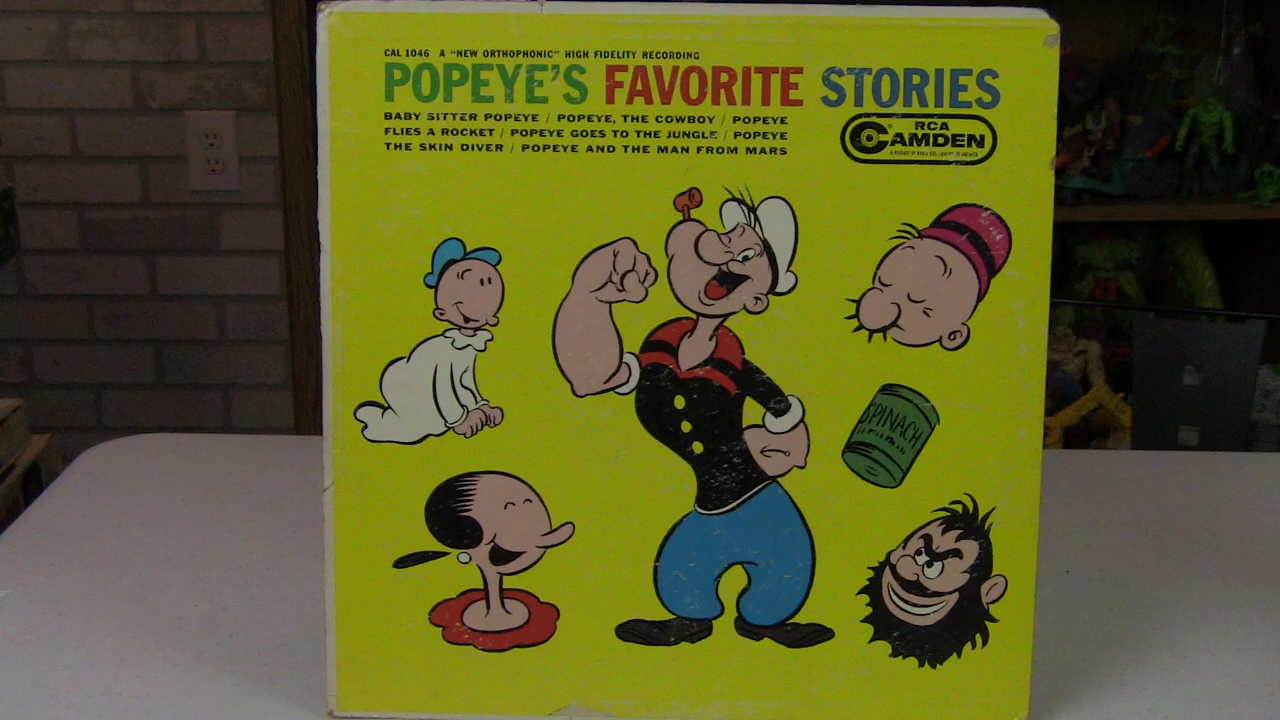 CAL 1046 A "NEW ORTHOPHONIC" HIGH FIDELITY RECORDING
POPEYE'S FAVORITE STORIES
BABY SITTER POPEYE / POPEYE, THE COWBOY / POPEYE
FLIES A ROCKET / POPEYE GOES TO THE JUNGLE / POPEYE
THE SKIN DIVER / POPEYE AND THE MAN FROM MARS
RCA
CAMDEN
SPINACH